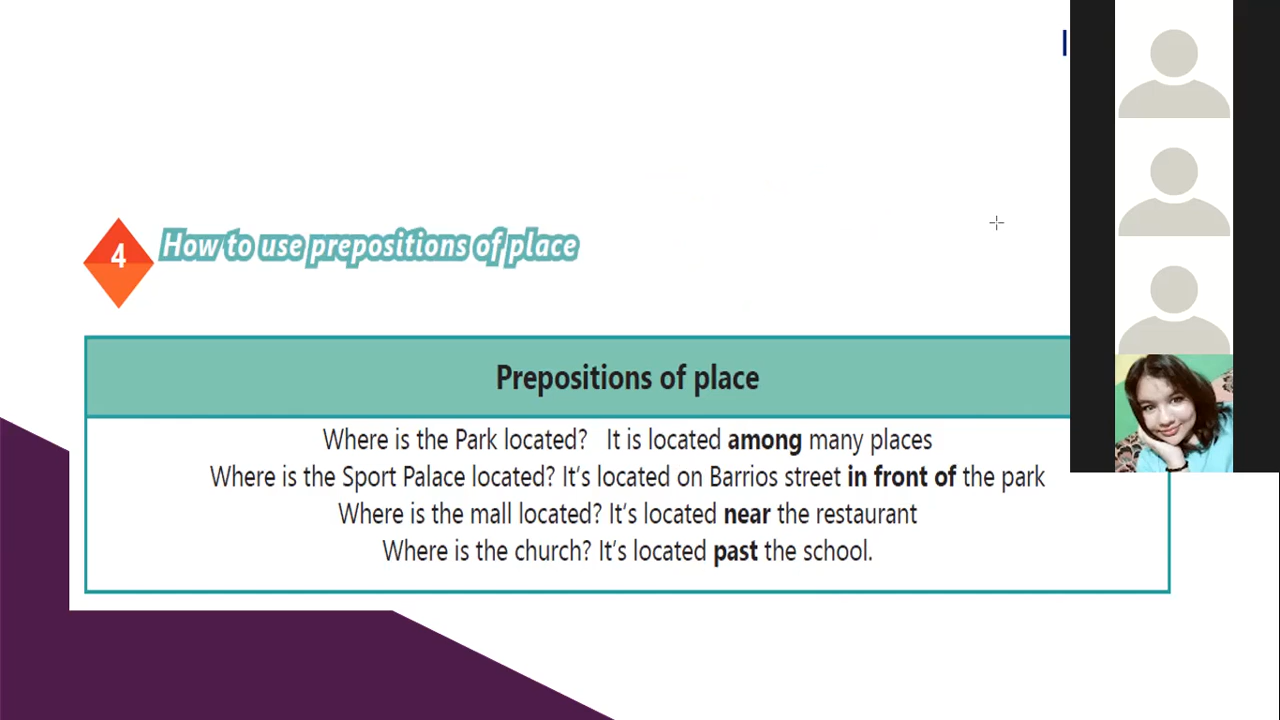 4
How to use prepositions of place
Prepositions of place
Where is the Park located? It is located among many places
Where is the Sport Palace located? It's located on Barrios street in front of the park
Where is the mall located? It's located near the restaurant
Where is the church? It's located past the school.